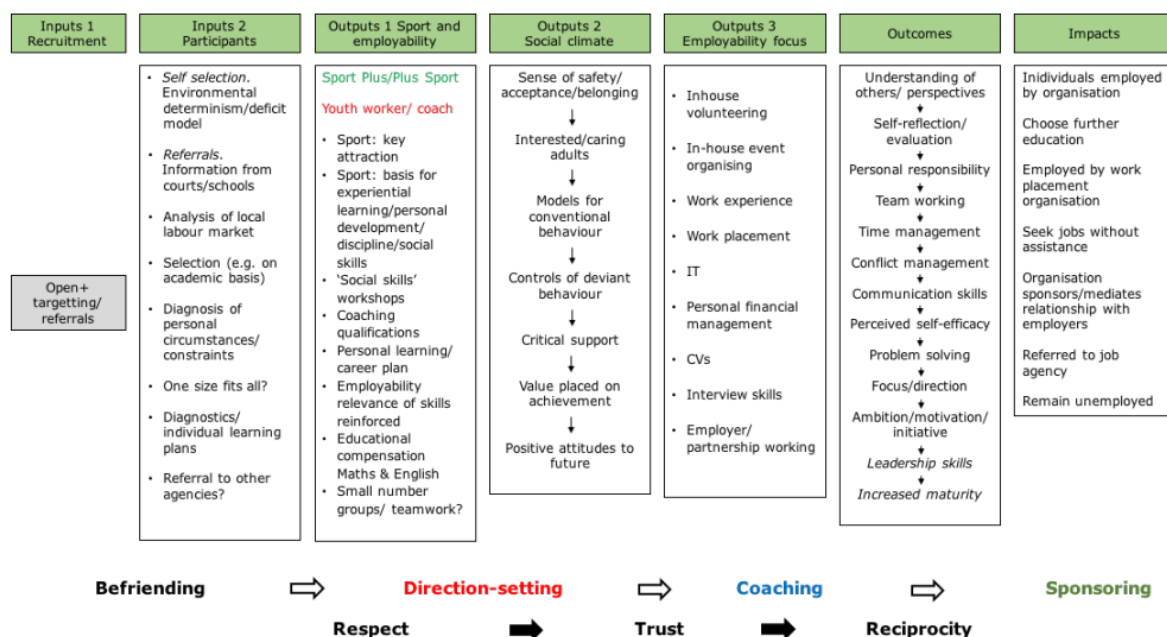 Inputs 1
Recruitment
Open+
targetting/
referrals
Inputs 2
Participants
• Self selection.
Environmental
determinism/deficit
model
• Referrals.
Information from
courts/schools
• Analysis of local
labour market
• Selection (e.g. on
academic basis)
• Diagnosis of
personal
circumstances/
constraints
• One size fits all?
• Diagnostics/
individual learning
plans
• Referral to other
agencies?
Outputs 1 Sport and
employability
Sport Plus/Plus Sport
Youth worker/ coach
• Sport: key
attraction
• Sport: basis for
experiential
learning/personal
development/
discipline/social
skills
• ‘Social skills’
workshops
• Coaching
qualifications
• Personal learning/
career plan
• Employability
relevance of skills
reinforced
• Educational
compensation
Maths & English
• Small number
groups/ teamwork?
Outputs 2
Social climate
Sense of safety/
acceptance/belonging
Interested/caring
adults
Models for
conventional
behaviour
Controls of deviant
behaviour
Critical support
Value placed on
achievement
Positive attitudes to
future
Outputs 3
Employability focus
• Inhouse
volunteering
• In-house event
organising
• Work experience
• Work placement
• IT
• Personal financial
management
• CVs
• Interview skills
• Employer/
partnership working
Outcomes
Understanding of
others/ perspectives
Self-reflection/
evaluation
Personal responsibility
Team working
Time management
Conflict management
Communication skills
Perceived self-efficacy
Problem solving
Focus/direction
Ambition/motivation/
initiative
Leadership skills
Increased maturity
Impacts
Inidividuals employed
by organisation
Choose further
education
Employed by work
placement
organisation
Seek jobs without
assistance
Organisation
sponsors/mediates
relationship with
employers
Referred to job
agency
Remain unemployed
Befriending Direction-setting Coaching Sponsoring
Respect Trust Reciprocity